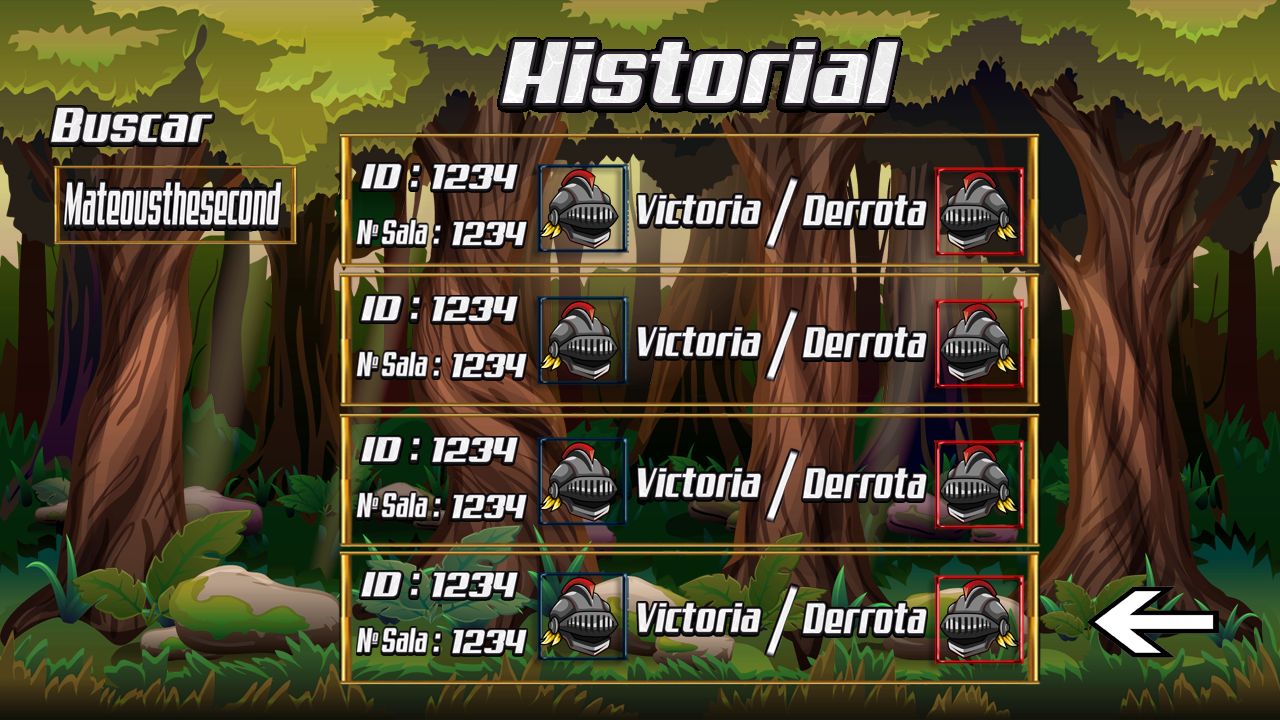 Historial
Buscar
Mateousthesecond
ID : 1234
Nº Sala : 1234
Victoria / Derrota
ID : 1234
Nº Sala : 1234
Victoria / Derrota
ID : 1234
Nº Sala : 1234
Victoria / Derrota
ID : 1234
Nº Sala : 1234
Victoria / Derrota